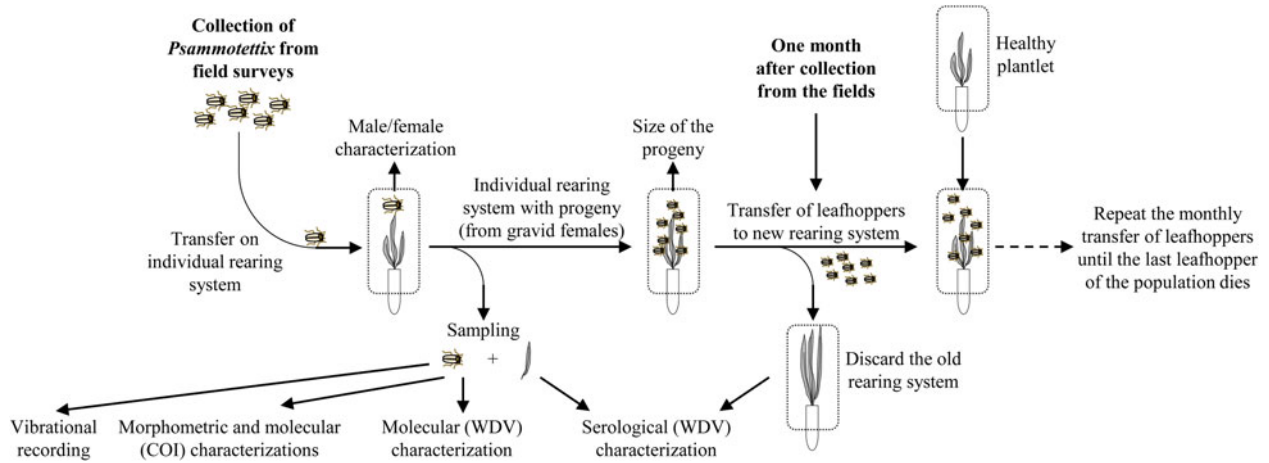 Collection of
Psammotettix from
field surveys
Transfer on
individual rearing
system
Male/female
characterization
Individual rearing
system with progeny
(from gravid females)
Size of the
progeny
One month
after collection
from the fields
Transfer of leafhoppers
to new rearing system
Healthy
plantlet
Repeat the monthly
transfer of leafhoppers
until the last leafhopper
of the population dies
Sampling
+
Discard the old
rearing system
Vibrational
recording
Morphometric and molecular
(COI) characterizations
Molecular (WDV)
characterization
Serological (WDV)
characterization